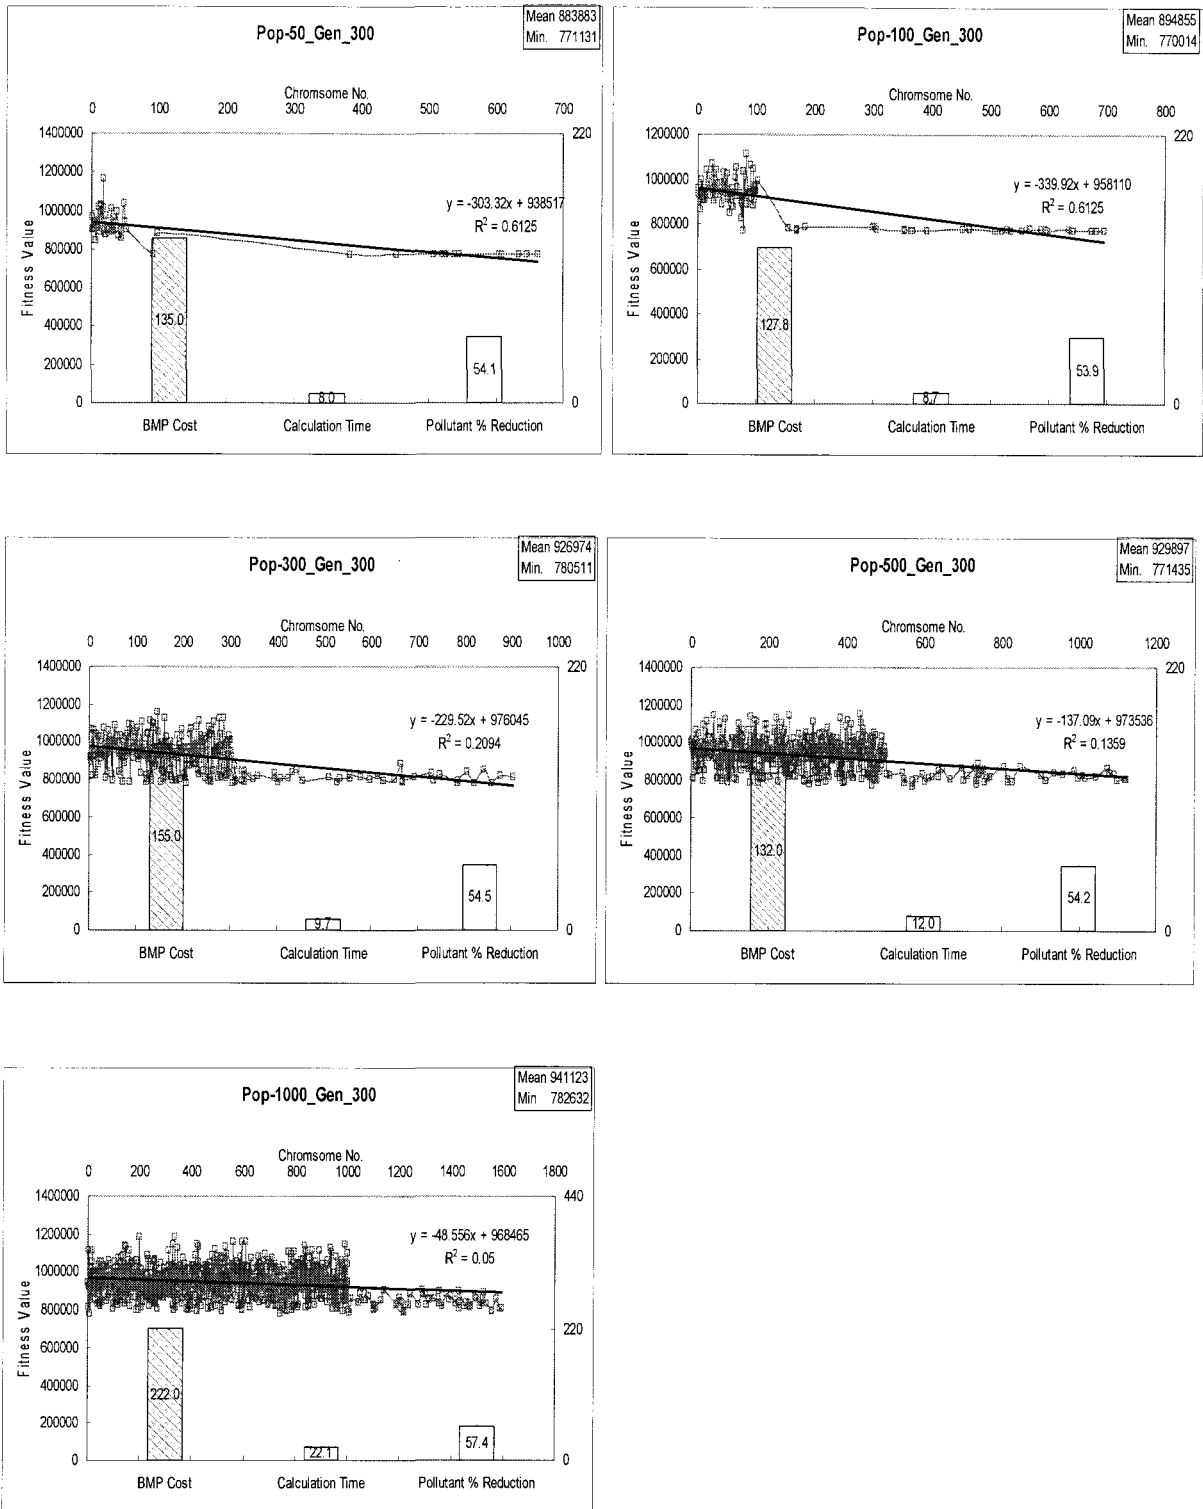 Pop-50_Gen_300
Mean 883883
Min. 771131
Chromsome No.
0 100 200 300 400 500 600 700
1400000
1200000
1000000
800000
600000
400000
200000
0
Fitness Value
220
0
y = -303.32x + 938517
R² = 0.6125
135.0
8.0
54.1
BMP Cost Calculation Time Pollutant % Reduction
Pop-100_Gen_300
Mean 894855
Min. 770014
Chromsome No.
0 100 200 300 400 500 600 700 800
1200000
1000000
800000
600000
400000
200000
0
Fitness Value
220
0
y = -339.92x + 958110
R² = 0.6125
127.8
8.7
53.9
BMP Cost Calculation Time Pollutant % Reduction
Pop-300_Gen_300
Mean 926974
Min. 780511
Chromsome No.
0 100 200 300 400 500 600 700 800 900 1000
1400000
1200000
1000000
800000
600000
400000
200000
0
Fitness Value
220
0
y = -229.52x + 976045
R² = 0.2094
155.0
9.7
54.5
BMP Cost Calculation Time Pollutant % Reduction
Pop-500_Gen_300
Mean 929897
Min. 771435
Chromsome No.
0 200 400 600 800 1000 1200
1400000
1200000
1000000
800000
600000
400000
200000
0
Fitness Value
220
0
y = -137.09x + 973536
R² = 0.1359
132.0
12.0
54.2
BMP Cost Calculation Time Pollutant % Reduction
Pop-1000_Gen_300
Mean 941123
Min 782632
Chromsome No.
0 200 400 600 800 1000 1200 1400 1600 1800
1400000
1200000
1000000
800000
600000
400000
200000
0
Fitness Value
440
220
0
y = -48.556x + 968465
R² = 0.05
222.0
22.1
57.4
BMP Cost Calculation Time Pollutant % Reduction